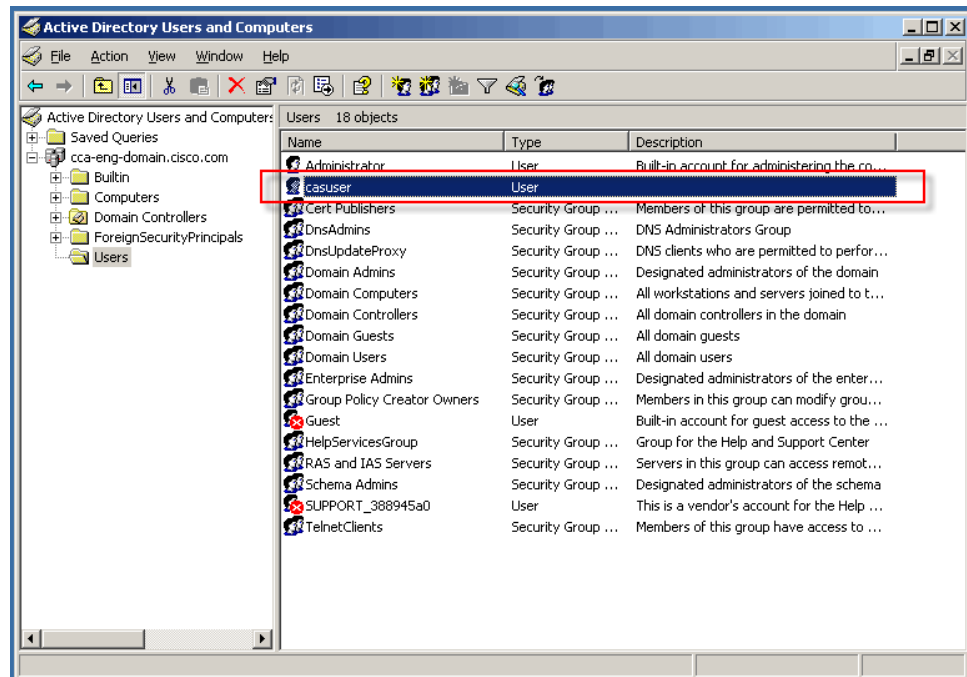 Active Directory Users and Computers
File Action View Window Help
Active Directory Users and Computers
Saved Queries
cca-eng-domain.cisco.com
Builtin
Computers
Domain Controllers
ForeignSecurityPrincipals
Users
Users 18 objects
Name Type Description
Administrator User Built-in account for administering the co...
casuser User
Cert Publishers Security Group ... Members of this group are permitted to...
DnsAdmins Security Group ... DNS Administrators Group
DnsUpdateProxy Security Group ... DNS clients who are permitted to perfor...
Domain Admins Security Group ... Designated administrators of the domain
Domain Computers Security Group ... All workstations and servers joined to t...
Domain Controllers Security Group ... All domain controllers in the domain
Domain Guests Security Group ... All domain guests
Domain Users Security Group ... All domain users
Enterprise Admins Security Group ... Designated administrators of the enter...
Group Policy Creator Owners Security Group ... Members in this group can modify grou...
Guest User Built-in account for guest access to the ...
HelpServicesGroup Security Group ... Group for the Help and Support Center
RAS and IAS Servers Security Group ... Servers in this group can access remot...
Schema Admins Security Group ... Designated administrators of the schema
SUPPORT_388945a0 User This is a vendor's account for the Help ...
TelnetClients Security Group ... Members of this group have access to ...